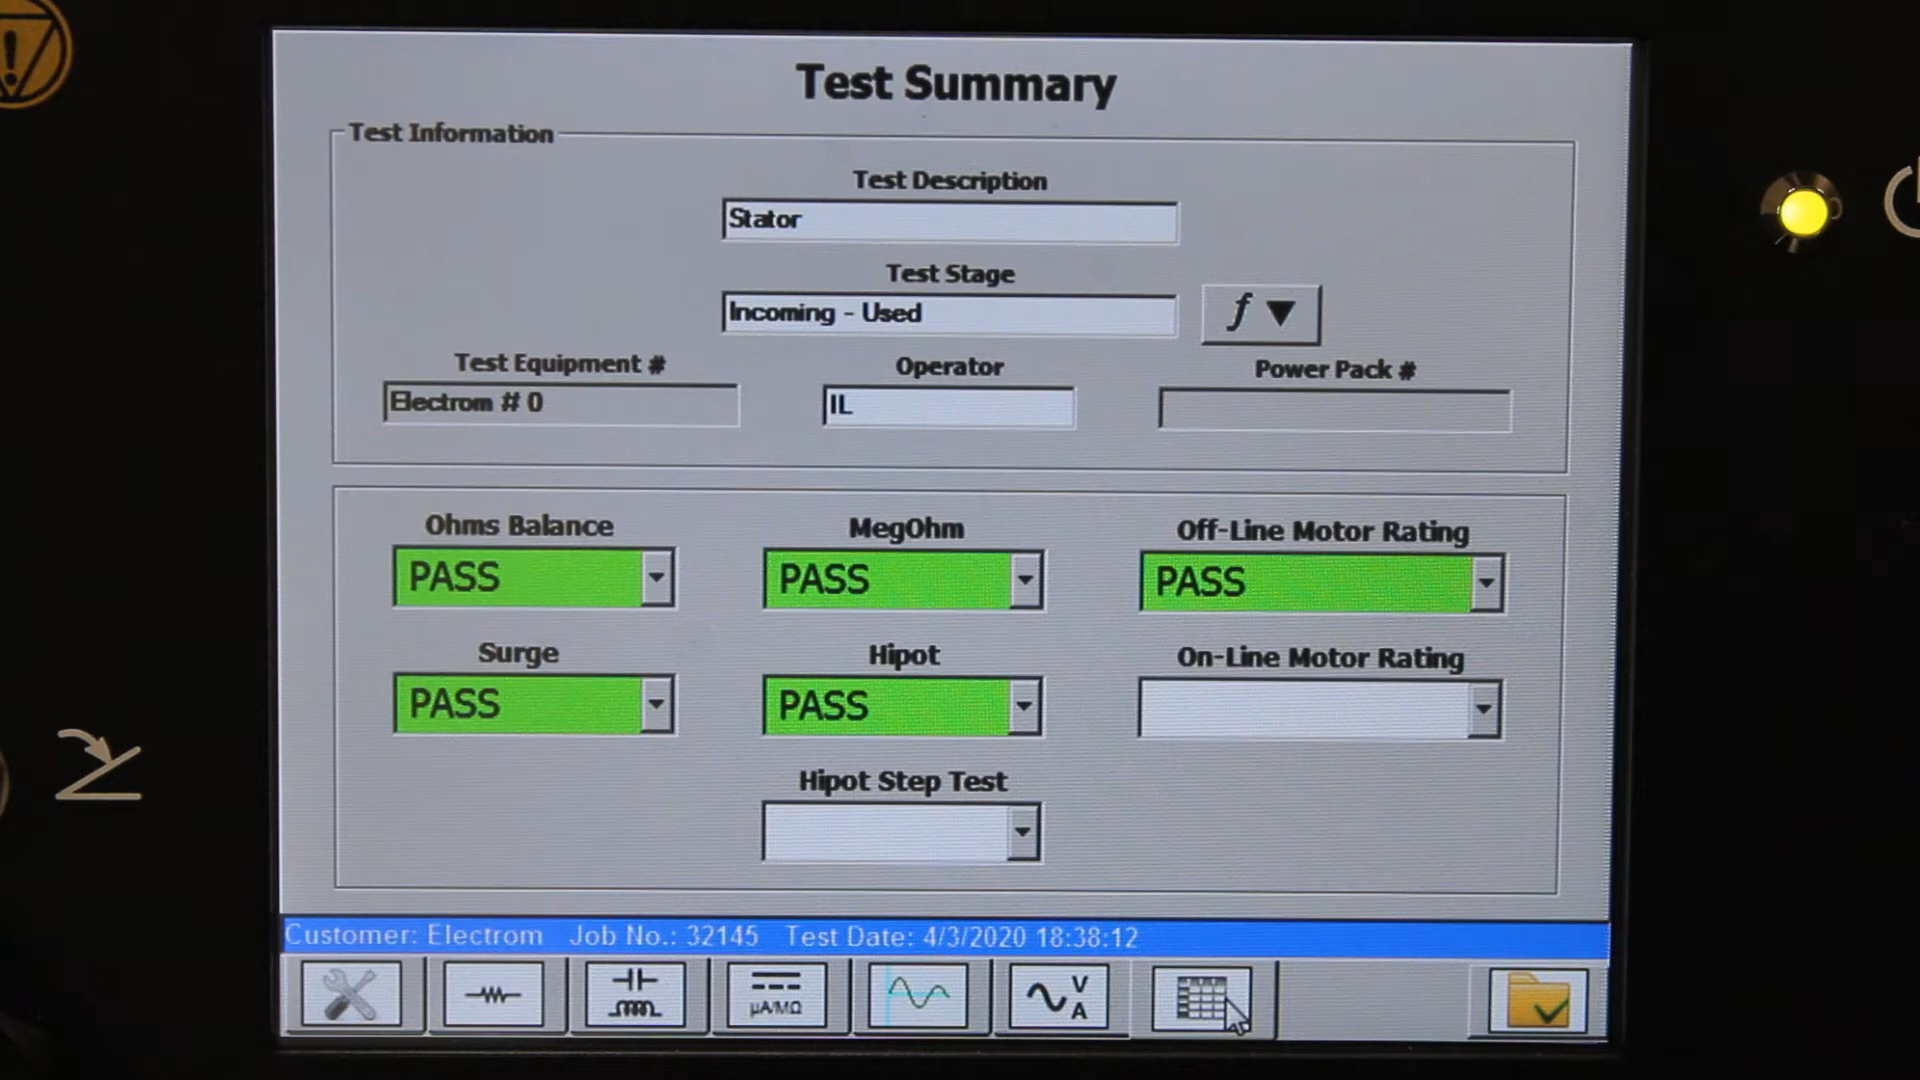 Test Summary
Test Information
Test Description
Stator
Test Stage
Incoming - Used
f ▼
Test Equipment # Operator Power Pack #
Electrom # 0 IL
Ohms Balance MegOhm Off-Line Motor Rating
PASS PASS PASS
Surge Hipot On-Line Motor Rating
PASS PASS
Hipot Step Test
Customer: Electrom Job No.: 32145 Test Date: 4/3/2020 18:38:12
µA/MΩ V
A